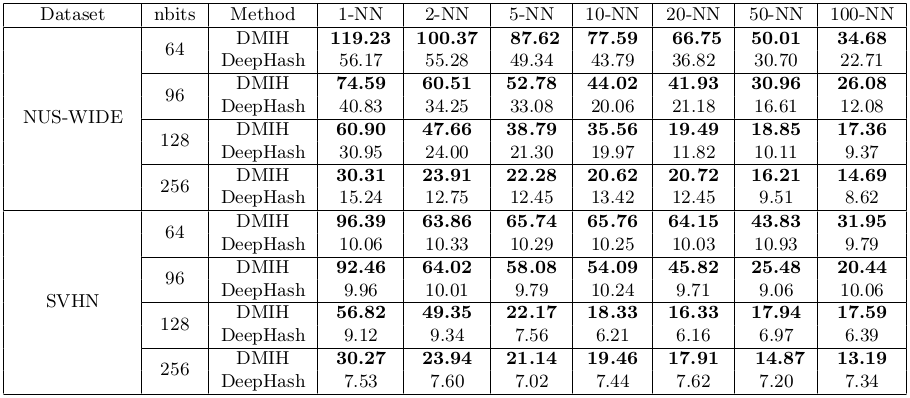 Dataset nbits Method 1-NN 2-NN 5-NN 10-NN 20-NN 50-NN 100-NN
NUS-WIDE 64 DMIH 119.23 100.37 87.62 77.59 66.75 50.01 34.68
DeepHash 56.17 55.28 49.34 43.79 36.82 30.70 22.71
96 DMIH 74.59 60.51 52.78 44.02 41.93 30.96 26.08
DeepHash 40.83 34.25 33.08 20.06 21.18 16.61 12.08
128 DMIH 60.90 47.66 38.79 35.56 19.49 18.85 17.36
DeepHash 30.95 24.00 21.30 19.97 11.82 10.11 9.37
256 DMIH 30.31 23.91 22.28 20.62 20.72 16.21 14.69
DeepHash 15.24 12.75 12.45 13.42 12.45 9.51 8.62
SVHN 64 DMIH 96.39 63.86 65.74 65.76 64.15 43.83 31.95
DeepHash 10.06 10.33 10.29 10.25 10.03 10.93 9.79
96 DMIH 92.46 64.02 58.08 54.09 45.82 25.48 20.44
DeepHash 9.96 10.01 9.79 10.24 9.71 9.06 10.06
128 DMIH 56.82 49.35 22.17 18.33 16.33 17.94 17.59
DeepHash 9.12 9.34 7.56 6.21 6.16 6.97 6.39
256 DMIH 30.27 23.94 21.14 19.46 17.91 14.87 13.19
DeepHash 7.53 7.60 7.02 7.44 7.62 7.20 7.34